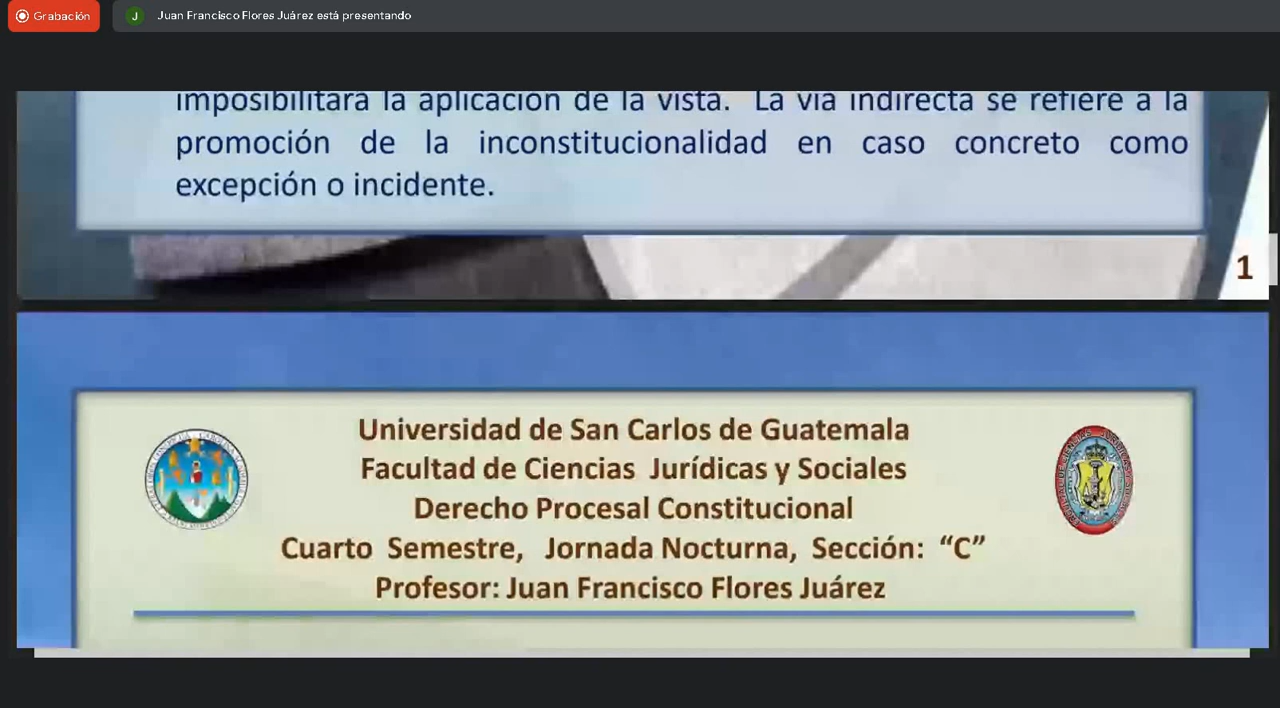 Grabación
J Juan Francisco Flores Juárez está presentando
imposibilitara la aplicación de la vista. La vía indirecta se refiere a la
promoción de la inconstitucionalidad en caso concreto como
excepción o incidente.
1
Universidad de San Carlos de Guatemala
Facultad de Ciencias Jurídicas y Sociales
Derecho Procesal Constitucional
Cuarto Semestre, Jornada Nocturna, Sección: “C”
Profesor: Juan Francisco Flores Juárez